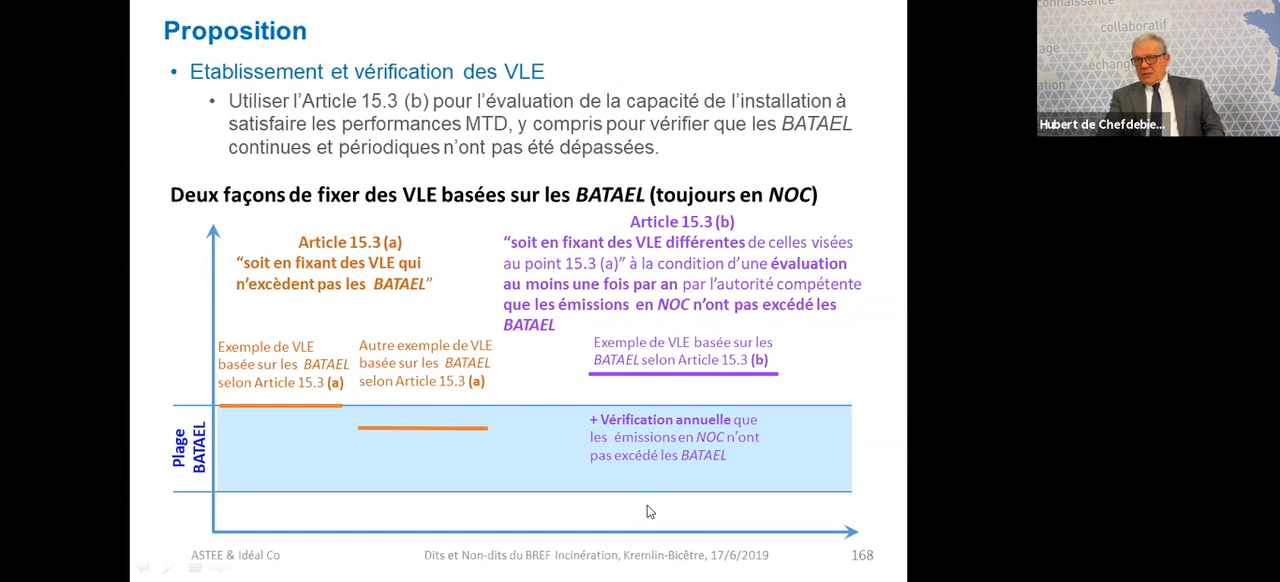 Proposition
• Etablissement et vérification des VLE
• Utiliser l'Article 15.3 (b) pour l'évaluation de la capacité de l'installation à
satisfaire les performances MTD, y compris pour vérifier que les BATAEL
continues et périodiques n'ont pas été dépassées.
Deux façons de fixer des VLE basées sur les BATAEL (toujours en NOC)
Article 15.3 (a)
“soit en fixant des VLE qui
n'excèdent pas les BATAEL”
Article 15.3 (b)
“soit en fixant des VLE différentes de celles visées
au point 15.3 (a)” à la condition d'une évaluation
au moins une fois par an par l'autorité compétente
que les émissions en NOC n'ont pas excédé les
BATAEL
Exemple de VLE
basée sur les BATAEL
selon Article 15.3 (a)
Autre exemple de VLE
basée sur les BATAEL
selon Article 15.3 (a)
Exemple de VLE basée sur les
BATAEL selon Article 15.3 (b)
Plage
BATAEL
+ Vérification annuelle que
les émissions en NOC n'ont
pas excédé les BATAEL
ASTEE & Idéal Co
Dits et Non-dits du BREF Incinération, Kremlin-Bicêtre, 17/6/2019
168
connaissance
collaboratif
age
échang
ation
Hubert de Chefdebie...